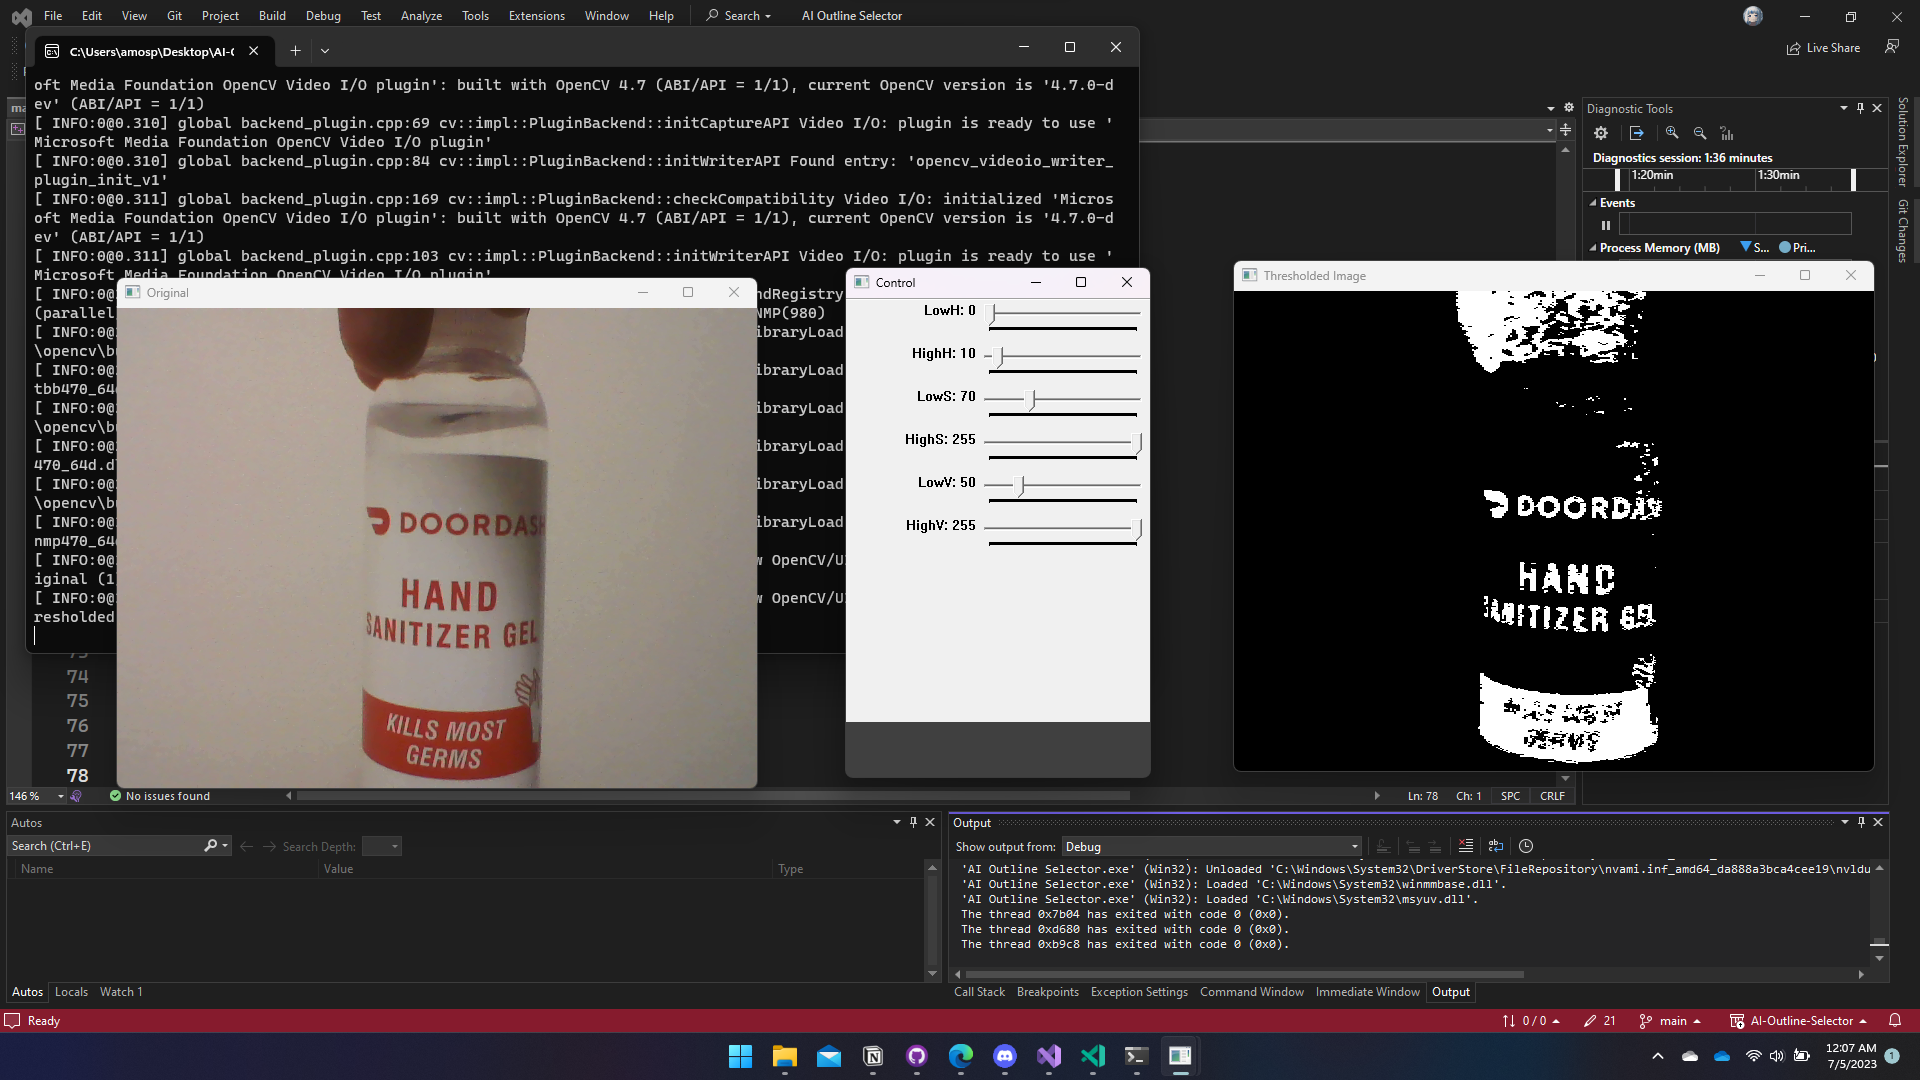 File Edit View Git Project Build Debug Test Analyze Tools Extensions Window Help Search AI Outline Selector
Live Share
C:\Users\amosp\Desktop\AI-
oft Media Foundation OpenCV Video I/O plugin': built with OpenCV 4.7 (ABI/API = 1/1), current OpenCV version is '4.7.0-d
ev' (ABI/API = 1/1)
[ INFO:0@0.310] global backend_plugin.cpp:69 cv::impl::PluginBackend::initCaptureAPI Video I/O: plugin is ready to use '
Microsoft Media Foundation OpenCV Video I/O plugin'
[ INFO:0@0.310] global backend_plugin.cpp:84 cv::impl::PluginBackend::initWriterAPI Found entry: 'opencv_videoio_writer_
plugin_init_v1'
[ INFO:0@0.311] global backend_plugin.cpp:169 cv::impl::PluginBackend::checkCompatibility Video I/O: initialized 'Micros
oft Media Foundation OpenCV Video I/O plugin': built with OpenCV 4.7 (ABI/API = 1/1), current OpenCV version is '4.7.0-d
ev' (ABI/API = 1/1)
[ INFO:0@0.311] global backend_plugin.cpp:103 cv::impl::PluginBackend::initWriterAPI Video I/O: plugin is ready to use '
Microsoft Media Foundation OpenCV Video I/O plugin'
[ INFO:0@ ndRegistry
(parallel NMP(980)
[ INFO:0@ ibraryLoad
\opencv\b
[ INFO:0@ ibraryLoad
tbb470_64
[ INFO:0@ ibraryLoad
\opencv\b
[ INFO:0@ ibraryLoad
470_64d.d
[ INFO:0@ ibraryLoad
\opencv\b
[ INFO:0@ ibraryLoad
nmp470_64
[ INFO:0@ w OpenCV/U
iginal (1
[ INFO:0@ w OpenCV/U
resholded
74
75
76
77
78
Original
DOORDASH
HAND
SANITIZER GEL
KILLS MOST
GERMS
Control
LowH: 0
HighH: 10
LowS: 70
HighS: 255
LowV: 50
HighV: 255
Thresholded Image
DOORDAS
HAND
SANITIZER GEL
Diagnostic Tools
Diagnostics session: 1:36 minutes
1:20min 1:30min
Events
Process Memory (MB) S... Pri...
Solution Explorer
Git Changes
146 % No issues found Ln: 78 Ch: 1 SPC CRLF
Autos
Search (Ctrl+E) Search Depth:
Name Value Type
Autos Locals Watch 1
Output
Show output from: Debug
'AI Outline Selector.exe' (Win32): Unloaded 'C:\Windows\System32\DriverStore\FileRepository\nvami.inf_amd64_da888a3bca4cee19\nvldu
'AI Outline Selector.exe' (Win32): Loaded 'C:\Windows\System32\winmmbase.dll'.
'AI Outline Selector.exe' (Win32): Loaded 'C:\Windows\System32\msyuv.dll'.
The thread 0x7b04 has exited with code 0 (0x0).
The thread 0xd680 has exited with code 0 (0x0).
The thread 0xb9c8 has exited with code 0 (0x0).
Call Stack Breakpoints Exception Settings Command Window Immediate Window Output
Ready 0 / 0 21 main AI-Outline-Selector
12:07 AM
7/5/2023
1